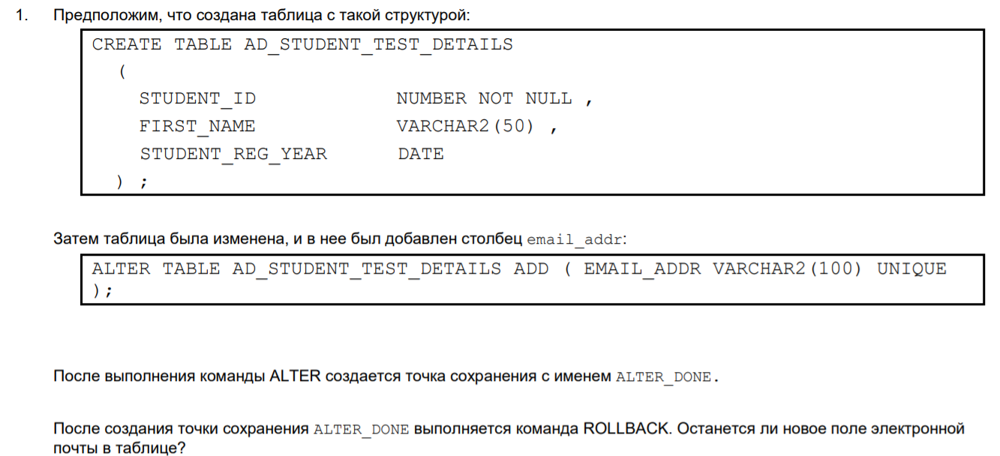 1. Предположим, что создана таблица с такой структурой:
CREATE TABLE AD_STUDENT_TEST_DETAILS
(
STUDENT_ID NUMBER NOT NULL ,
FIRST_NAME VARCHAR2(50) ,
STUDENT_REG_YEAR DATE
) ;
Затем таблица была изменена, и в нее был добавлен столбец email_addr:
ALTER TABLE AD_STUDENT_TEST_DETAILS ADD ( EMAIL_ADDR VARCHAR2(100) UNIQUE
);
После выполнения команды ALTER создается точка сохранения с именем ALTER_DONE.
После создания точки сохранения ALTER_DONE выполняется команда ROLLBACK. Останется ли новое поле электронной
почты в таблице?